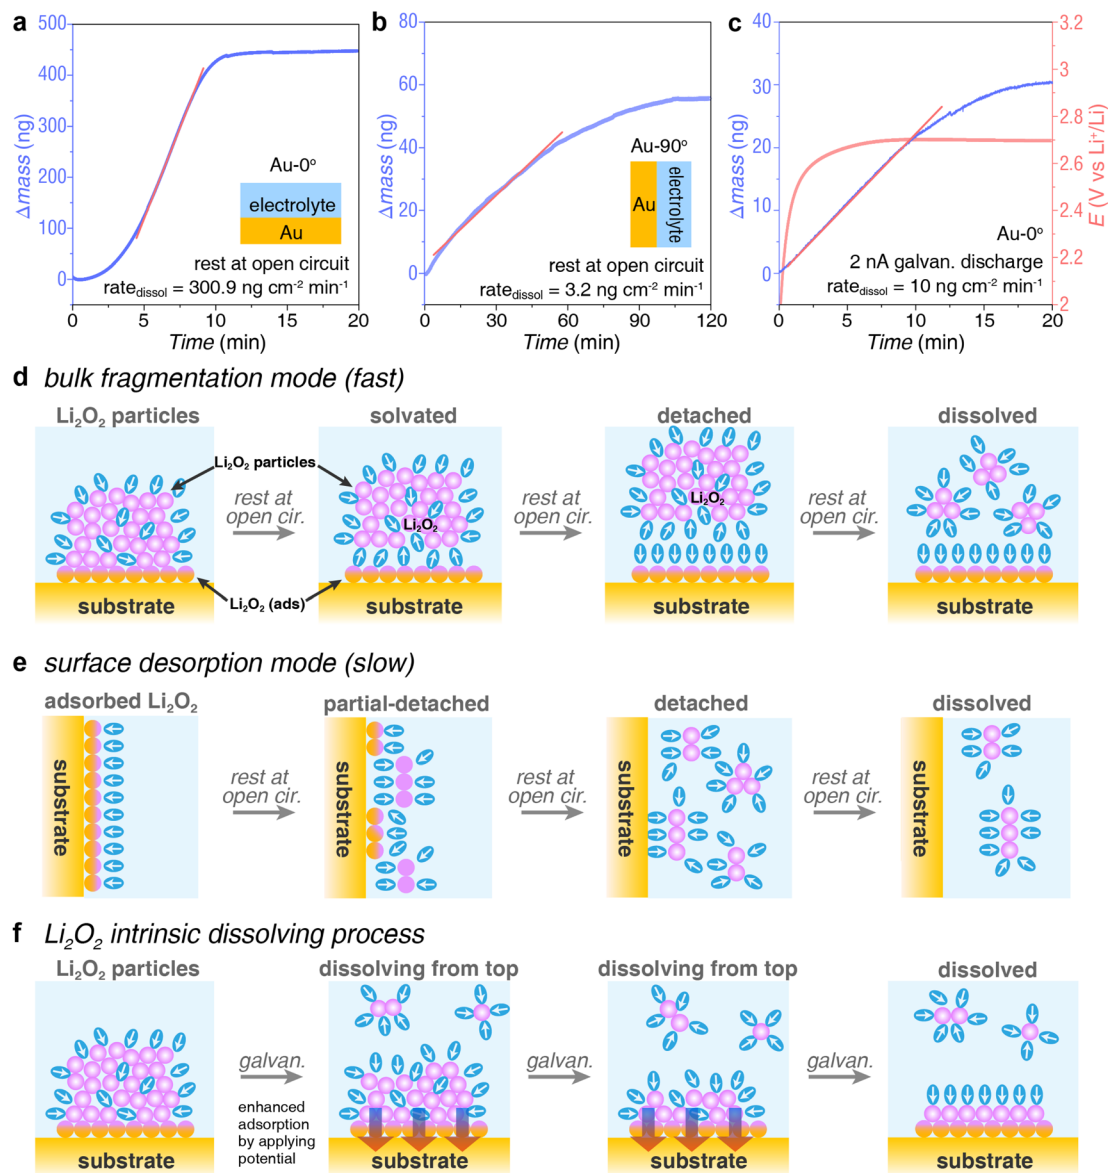 a
500
400
300
200
100
0
Δmass (ng)
Au-0°
electrolyte
Au
rest at open circuit
rate_dissol = 300.9 ng cm⁻² min⁻¹
0 5 10 15 20
Time (min)
b
80
60
40
20
0
Δmass (ng)
Au-90°
Au
electrolyte
rest at open circuit
rate_dissol = 3.2 ng cm⁻² min⁻¹
0 30 60 90 120
Time (min)
c
40
30
20
10
0
Δmass (ng)
3
2.8
2.6
2.4
2.2
2
E (V vs Li⁺/Li)
Au-0°
2 nA galvan. discharge
rate_dissol = 10 ng cm⁻² min⁻¹
0 5 10 15 20
Time (min)
d bulk fragmentation mode (fast)
Li₂O₂ particles
solvated
detached
dissolved
Li₂O₂ particles
rest at
open cir.
rest at
open cir.
rest at
open cir.
Li₂O₂
Li₂O₂
Li₂O₂ (ads)
substrate
substrate
substrate
substrate
e surface desorption mode (slow)
adsorbed Li₂O₂
partial-detached
detached
dissolved
substrate
rest at
open cir.
substrate
rest at
open cir.
substrate
rest at
open cir.
substrate
f Li₂O₂ intrinsic dissolving process
Li₂O₂ particles
dissolving from top
dissolving from top
dissolved
galvan.
galvan.
galvan.
enhanced
adsorption
by applying
potential
substrate
substrate
substrate
substrate